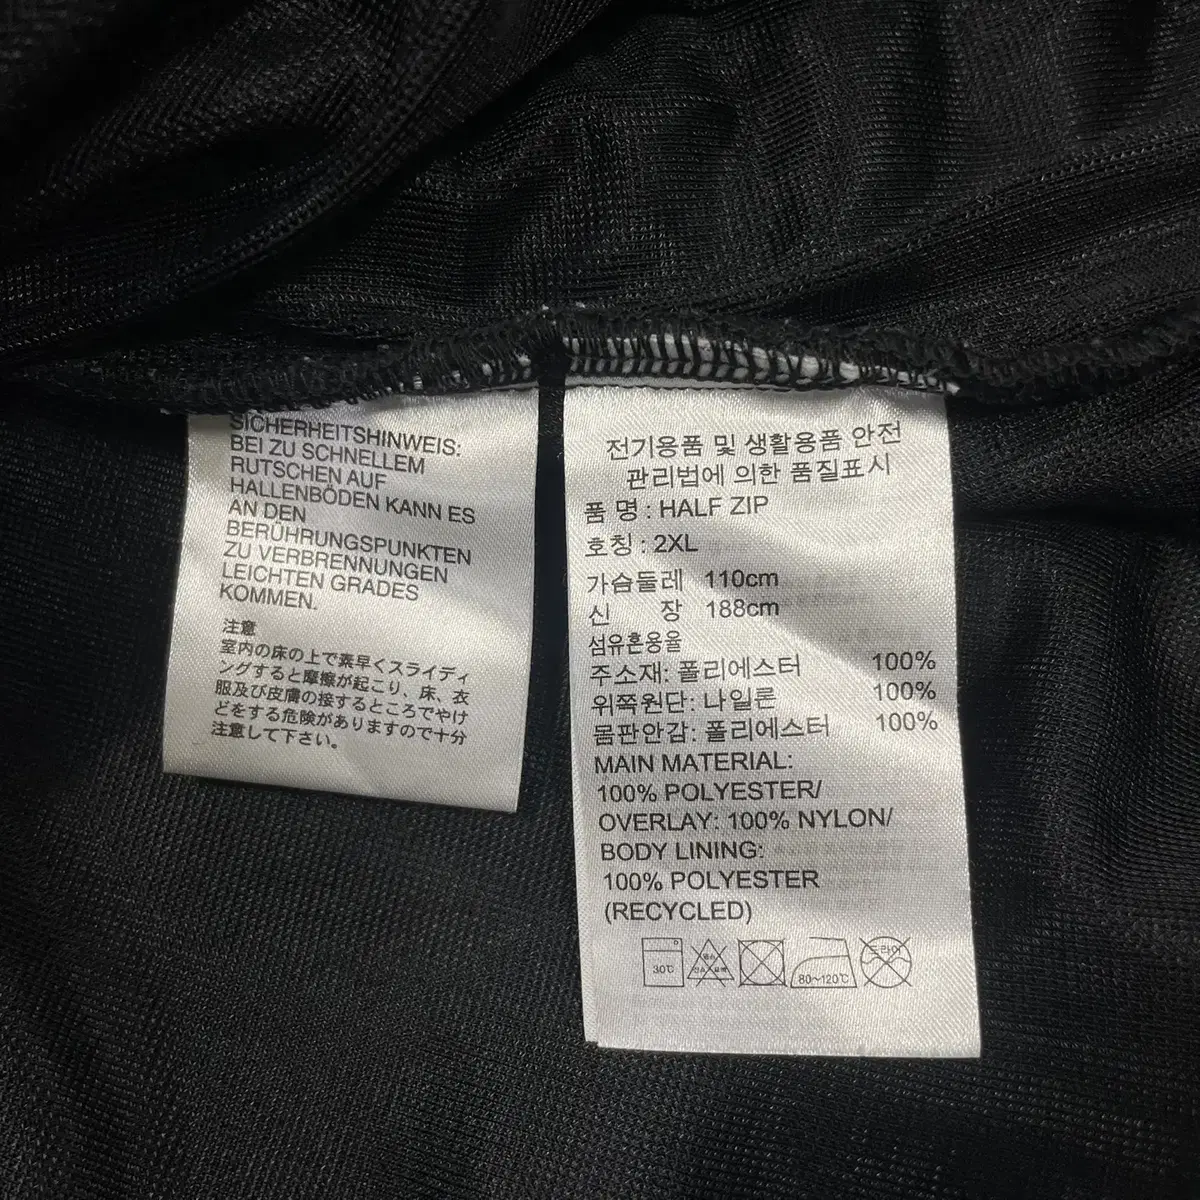 SICHERHEITSHINWEIS:
BEI ZU SCHNELLEM
RUTSCHEN AUF
HALLENBÖDEN KANN ES
AN DEN
BERÜHRUNGSPUNKTEN
ZU VERBRENNUNGEN
LEICHTEN GRADES
KOMMEN.
注意
室内の床の上で素早くスライディ
ングすると摩擦が起こり、床、衣
服及び皮膚の接するところでやけ
どをする危険がありますので十分
注意して下さい。
전기용품 및 생활용품 안전
관리법에 의한 품질표시
품 명 : HALF ZIP
호칭 : 2XL
가슴둘레 110cm
신 장 188cm
섬유혼용율
주소재: 폴리에스터 100%
위쪽원단: 나일론 100%
몸판안감: 폴리에스터 100%
MAIN MATERIAL:
100% POLYESTER/
OVERLAY: 100% NYLON/
BODY LINING:
100% POLYESTER
(RECYCLED)
30℃
80~120℃
드라이